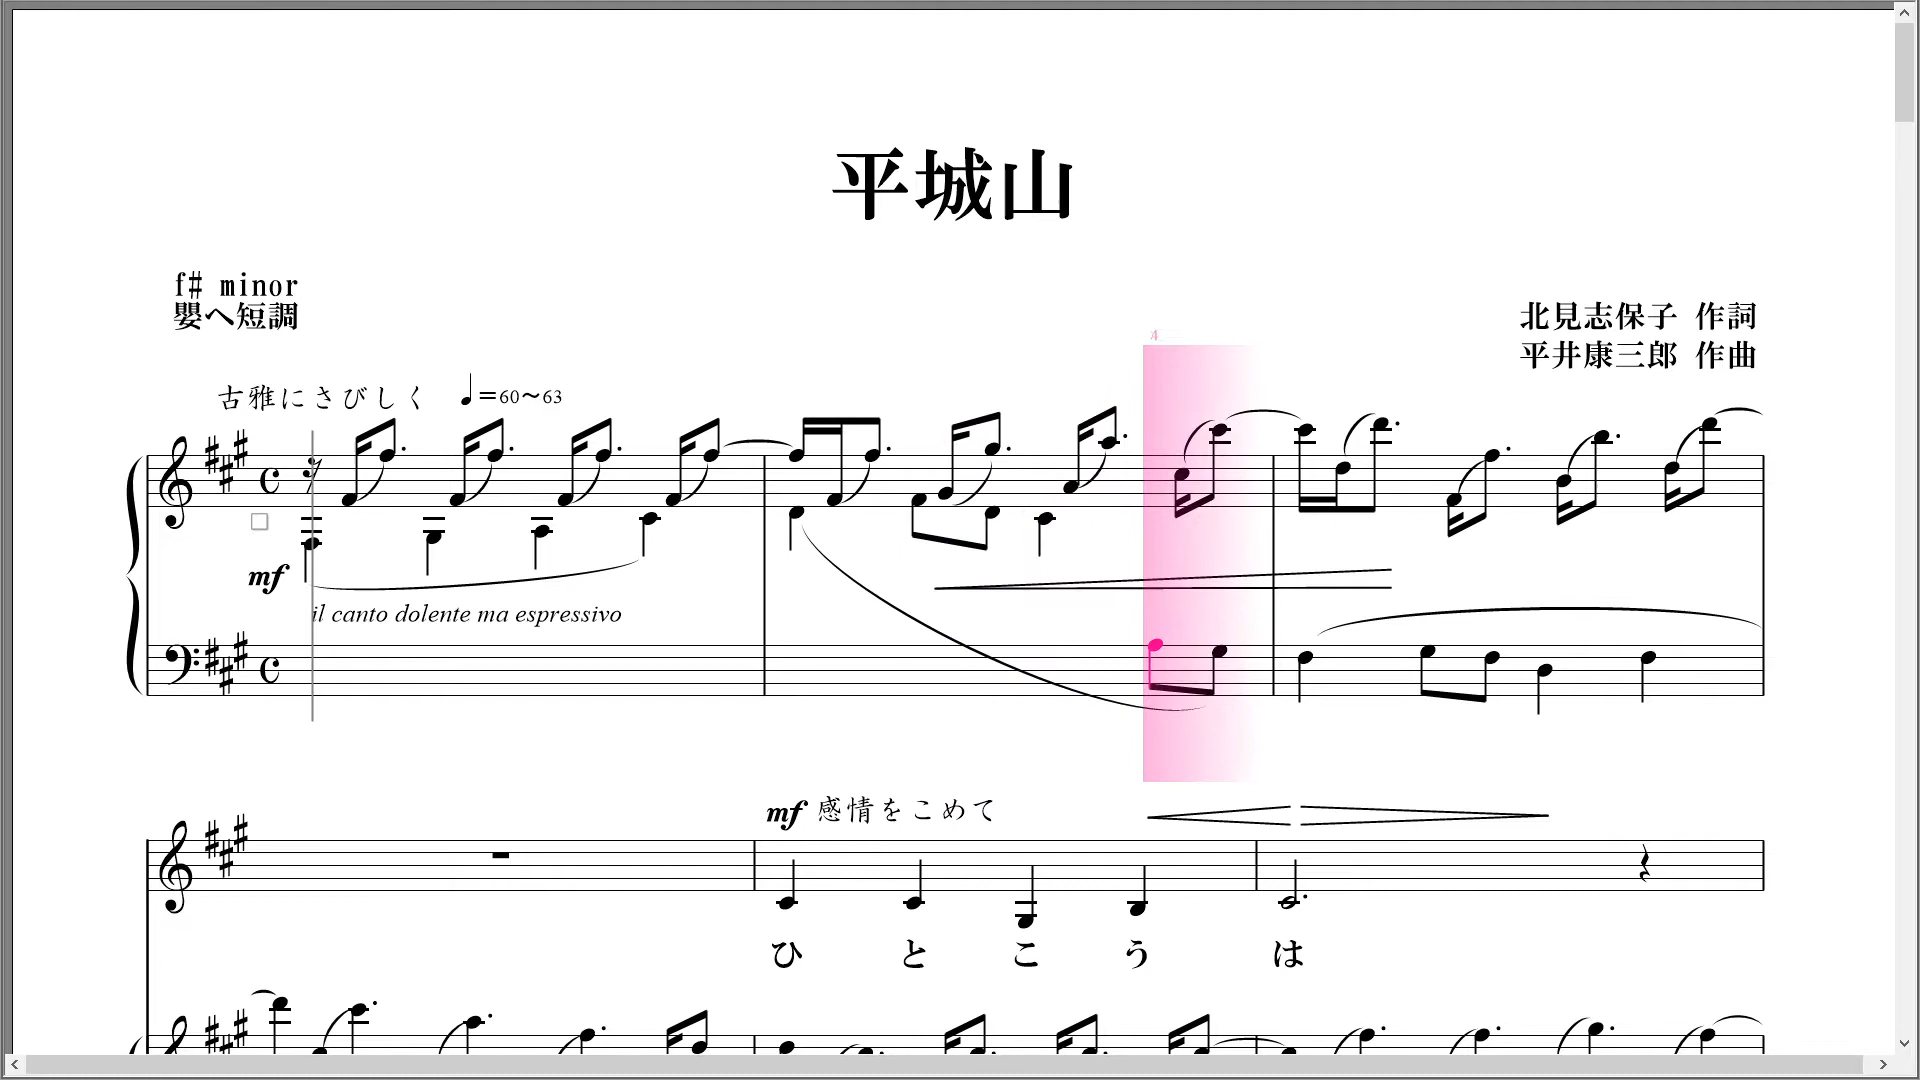 平城山
f# minor
嬰へ短調
北見志保子 作詞
平井康三郎 作曲
古雅にさびしく ♩=60〜63
4
mf
il canto dolente ma espressivo
mf 感情をこめて
ひ と こ う は